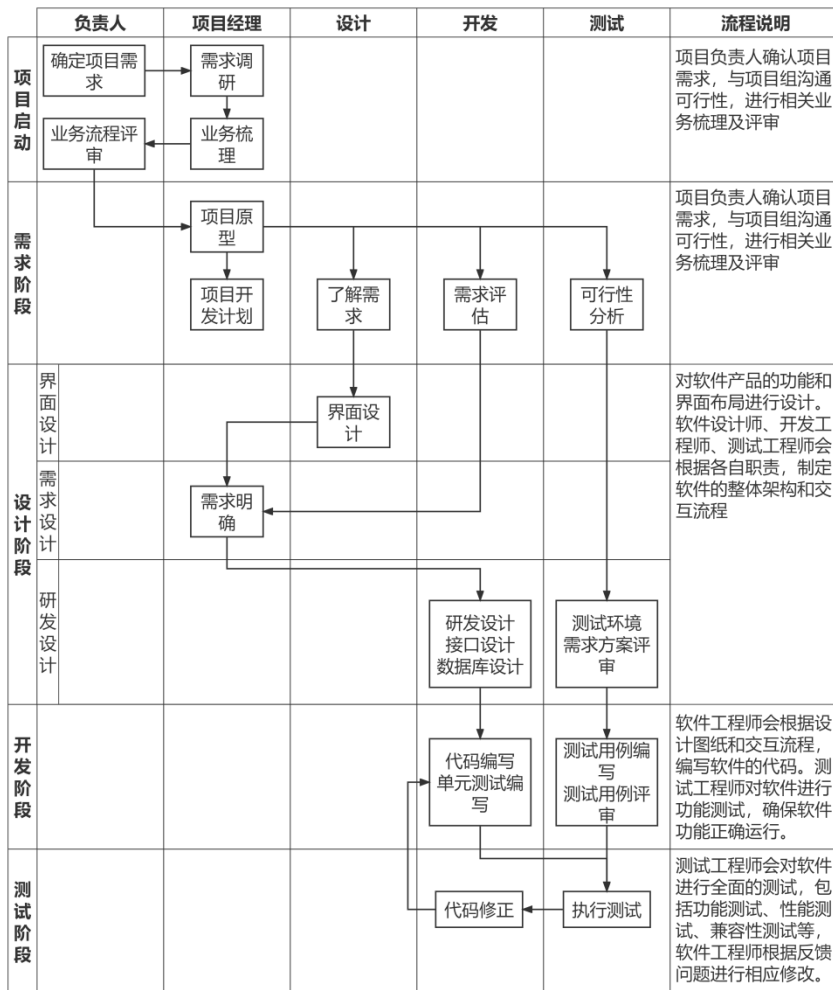 负责人
项目经理
设计
开发
测试
流程说明
项目启动
确定项目需
求
需求调
研
业务流程评
审
业务梳
理
项目负责人确认项目
需求，与项目组沟通
可行性，进行相关业
务梳理及评审
需求阶段
项目原
型
项目开
发计划
了解需
求
需求评
估
可行性
分析
项目负责人确认项目
需求，与项目组沟通
可行性，进行相关业
务梳理及评审
设计阶段
界面设计
界面设
计
对软件产品的功能和
界面布局进行设计。
软件设计师、开发工
程师、测试工程师会
根据各自职责，制定
软件的整体架构和交
互流程
需求设计
需求明
确
研发设计
研发设计
接口设计
数据库设计
测试环境
需求方案评
审
开发阶段
代码编写
单元测试编
写
测试用例编
写
测试用例评
审
软件工程师会根据设
计图纸和交互流程，
编写软件的代码。测
试工程师对软件进行
功能测试，确保软件
功能正确运行。
测试阶段
代码修正
执行测试
测试工程师会对软件
进行全面的测试，包
括功能测试、性能测
试、兼容性测试等，
软件工程师根据反馈
问题进行相应修改。